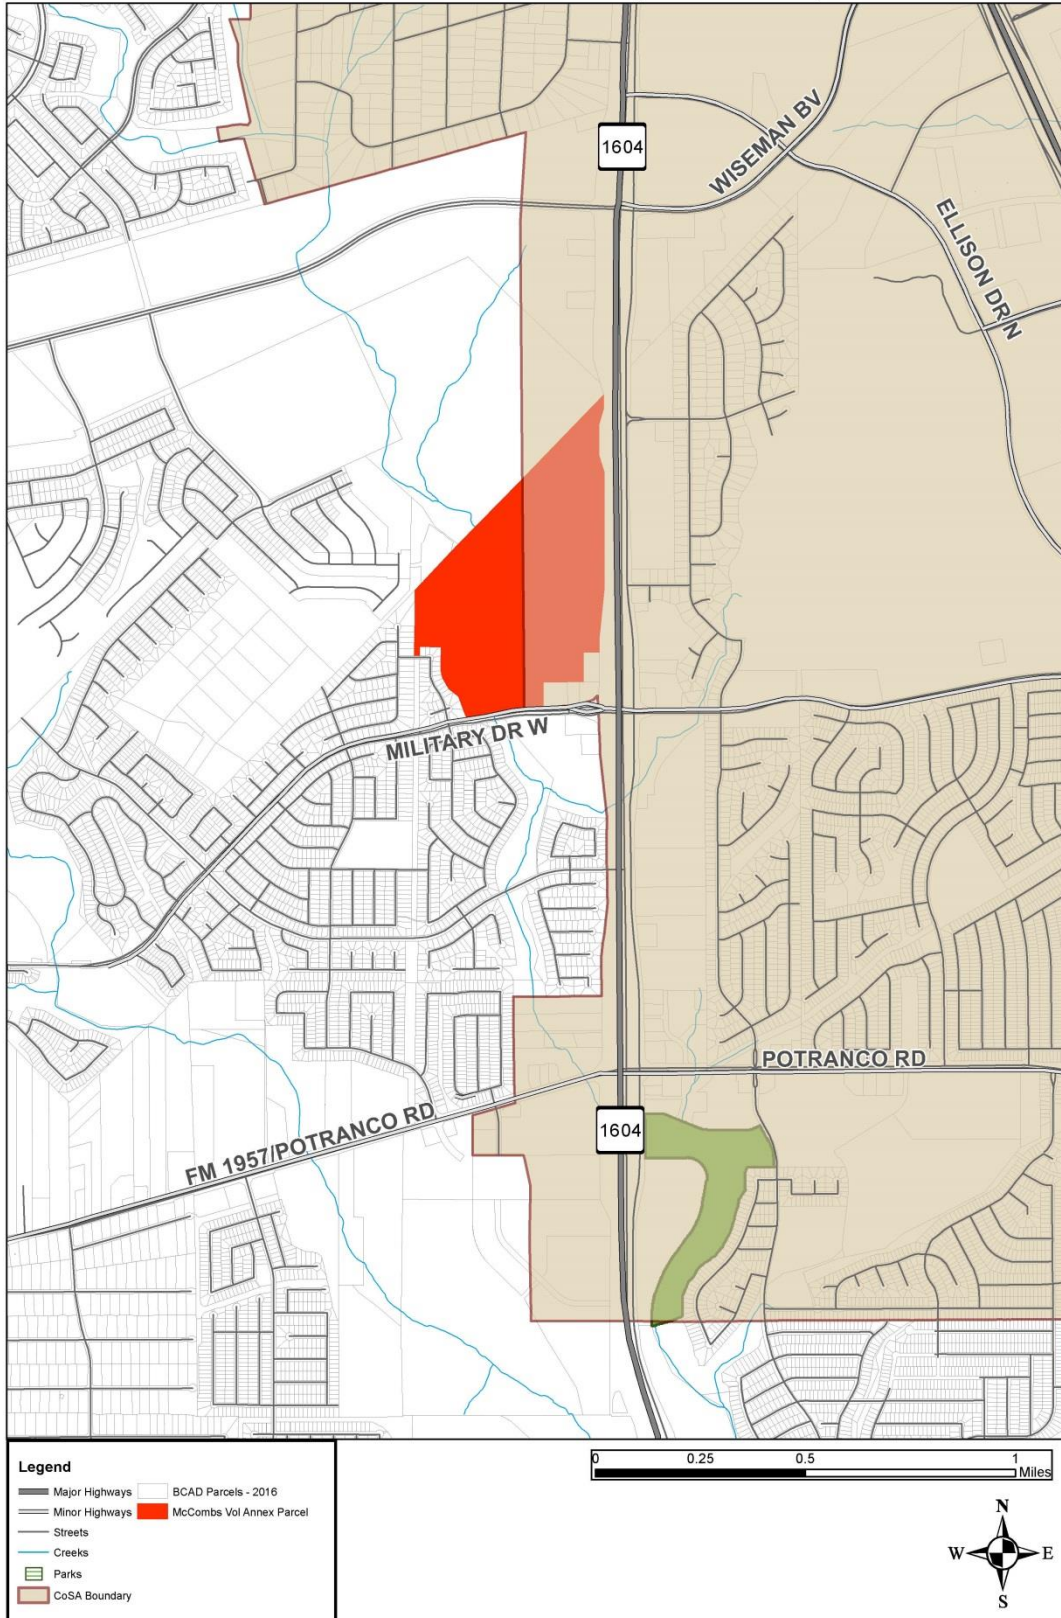 1604
WISEMAN BV
ELLISON DR N
MILITARY DR W
POTRANCO RD
1604
FM 1957/POTRANCO RD
Legend
Major Highways
Minor Highways
Streets
Creeks
Parks
CoSA Boundary
BCAD Parcels - 2016
McCombs Vol Annex Parcel
0 0.25 0.5 1
Miles
N
W E
S